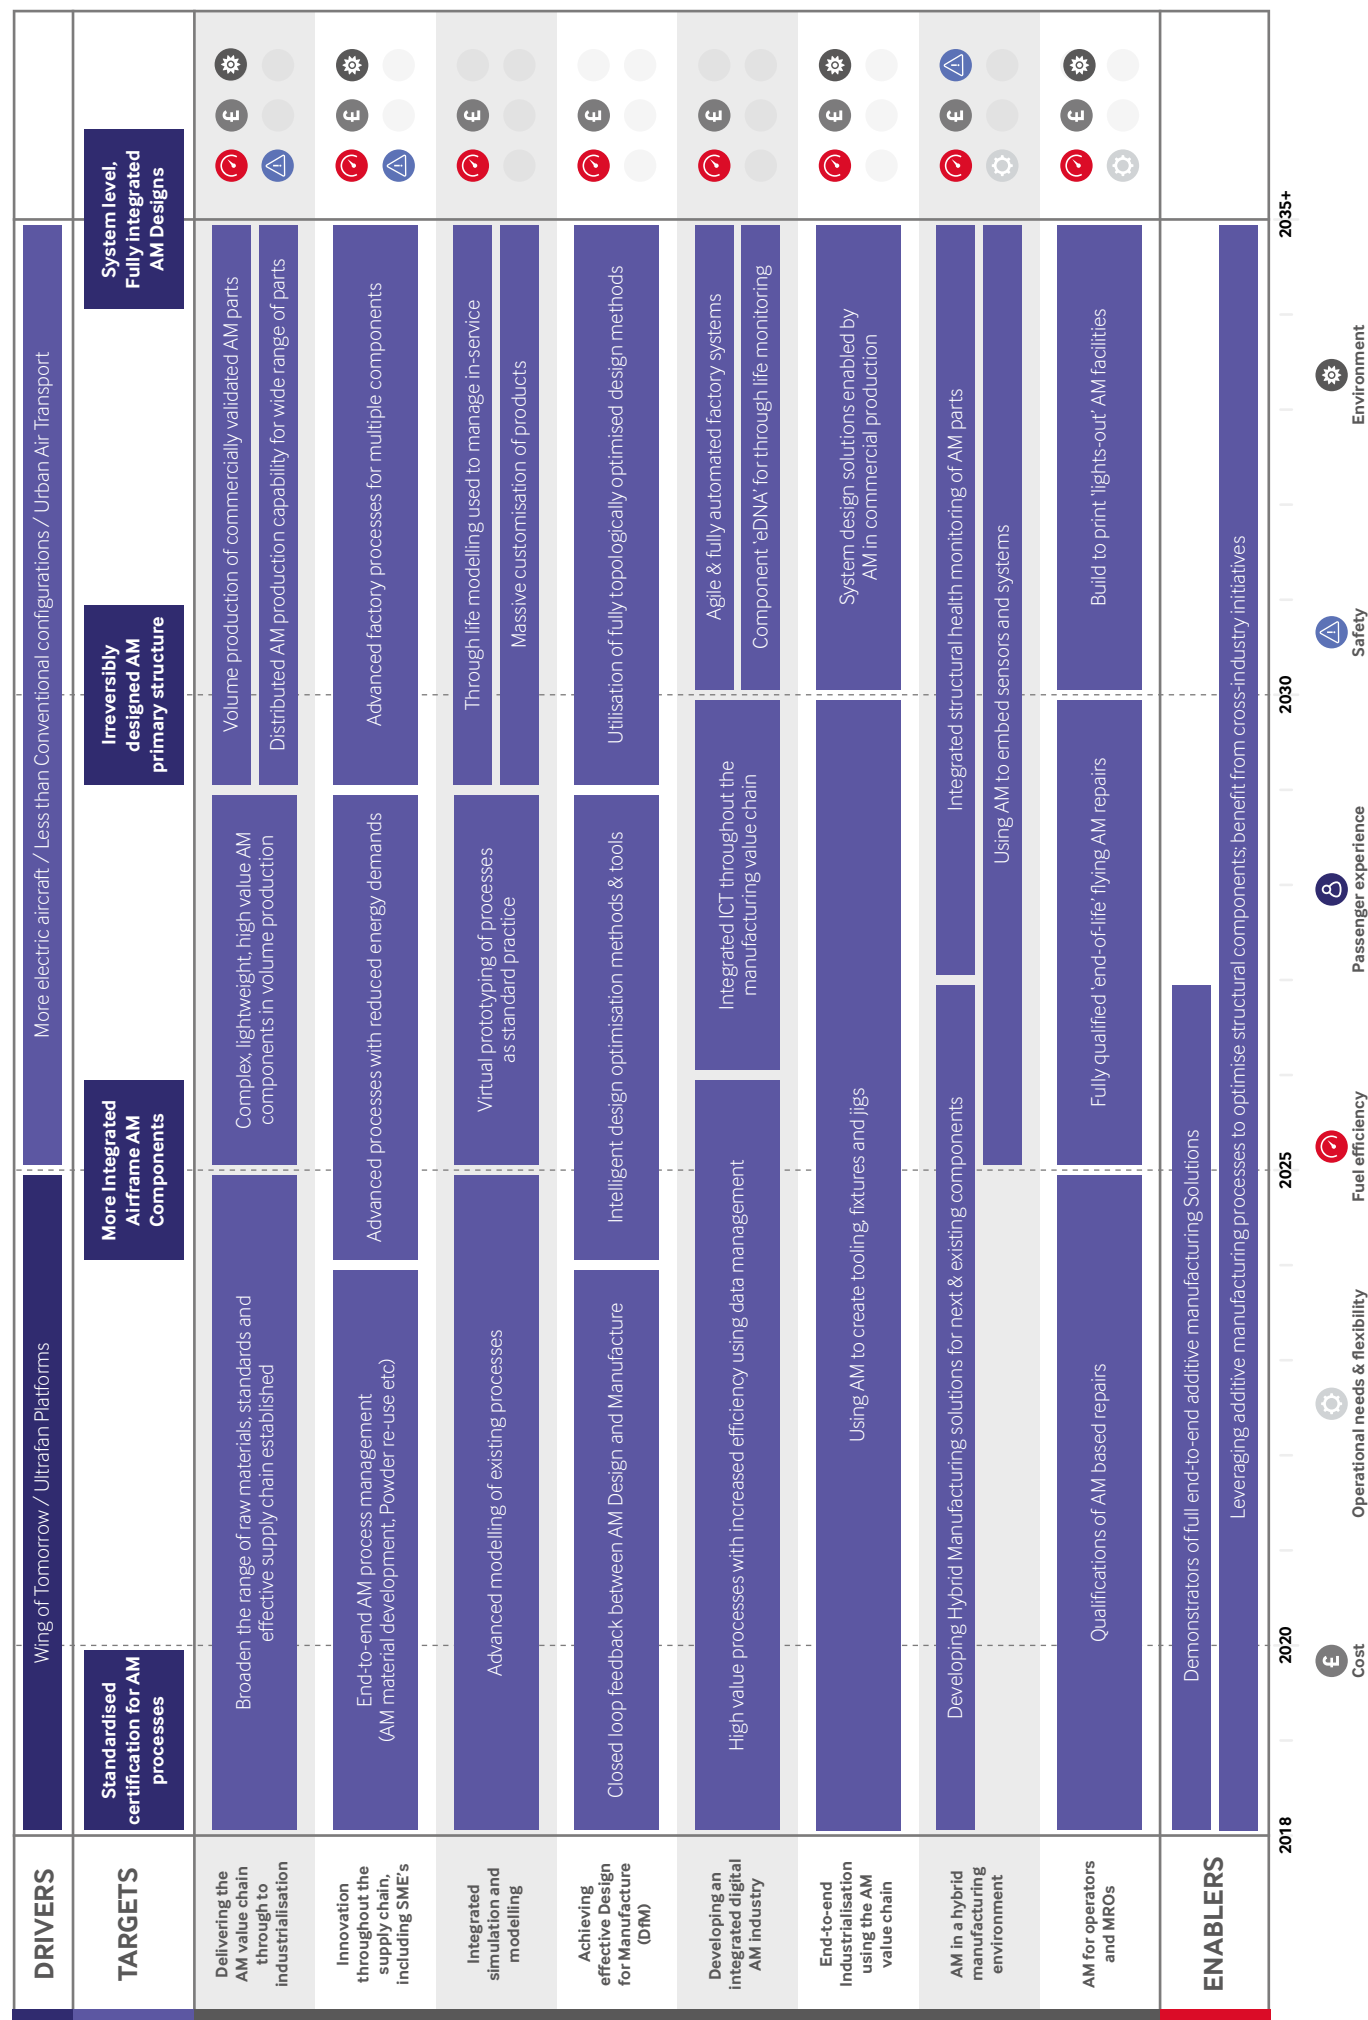 DRIVERS
Wing of Tomorrow / Ultrafan Platforms
More electric aircraft / Less than Conventional configurations / Urban Air Transport
TARGETS
Standardised
certification for AM
processes
More Integrated
Airframe AM
Components
Irreversibly
designed AM
primary structure
System level,
Fully integrated
AM Designs
Delivering the
AM value chain
through to
industrialisation
Broaden the range of raw materials, standards and
effective supply chain established
Complex, lightweight, high value AM
components in volume production
Volume production of commercially validated AM parts
Distributed AM production capability for wide range of parts
£
Innovation
throughout the
supply chain,
including SME's
End-to-end AM process management
(AM material development, Powder re-use etc)
Advanced processes with reduced energy demands
Advanced factory processes for multiple components
£
Integrated
simulation and
modelling
Advanced modelling of existing processes
Virtual prototyping of processes
as standard practice
Through life modelling used to manage in-service
Massive customisation of products
£
Achieving
effective Design
for Manufacture
(DfM)
Closed loop feedback between AM Design and Manufacture
Intelligent design optimisation methods & tools
Utilisation of fully topologically optimised design methods
£
Developing an
integrated digital
AM industry
High value processes with increased efficiency using data management
Integrated ICT throughout the
manufacturing value chain
Agile & fully automated factory systems
Component 'eDNA' for through life monitoring
£
End-to-end
Industrialisation
using the AM
value chain
Using AM to create tooling, fixtures and jigs
System design solutions enabled by
AM in commercial production
£
AM in a hybrid
manufacturing
environment
Developing Hybrid Manufacturing solutions for next & existing components
Integrated structural health monitoring of AM parts
Using AM to embed sensors and systems
£
AM for operators
and MROs
Qualifications of AM based repairs
Fully qualified 'end-of-life' flying AM repairs
Build to print 'lights-out' AM facilities
£
ENABLERS
Demonstrators of full end-to-end additive manufacturing Solutions
Leveraging additive manufacturing processes to optimise structural components; benefit from cross-industry initiatives
2018
2020
2025
2030
2035+
£
Cost
Operational needs & flexibility
Fuel efficiency
Passenger experience
Safety
Environment